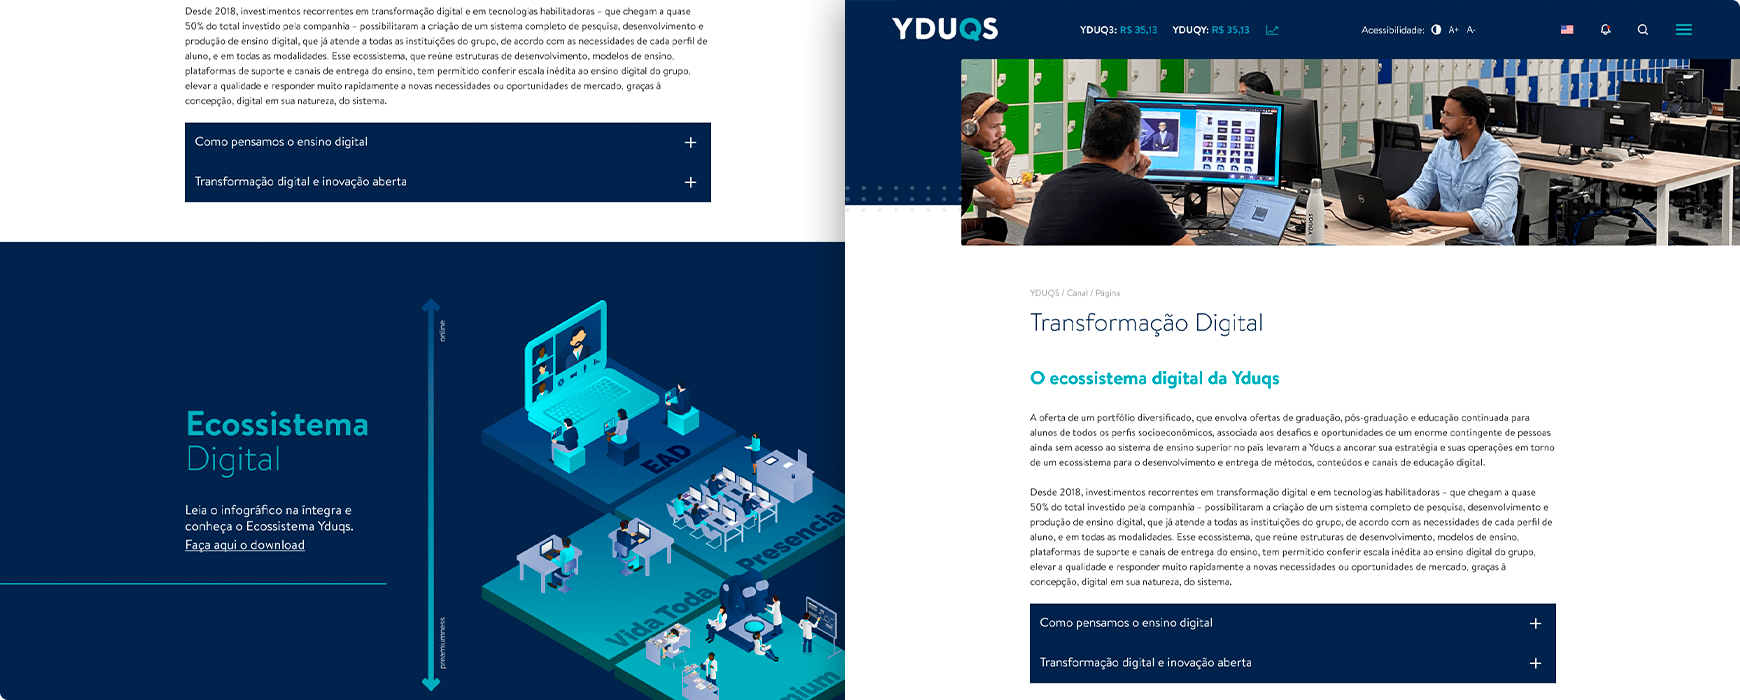 Desde 2018, investimentos recorrentes em transformação digital e em tecnologias habilitadoras – que chegam a quase
50% do total investido pela companhia – possibilitaram a criação de um sistema completo de pesquisa, desenvolvimento e
produção de ensino digital, que já atende a todas as instituições do grupo, de acordo com as necessidades de cada perfil de
aluno, e em todas as modalidades. Esse ecossistema, que reúne estruturas de desenvolvimento, modelos de ensino,
plataformas de suporte e canais de entrega do ensino, tem permitido conferir escala inédita ao ensino digital do grupo,
elevar a qualidade e responder muito rapidamente a novas necessidades ou oportunidades de mercado, graças à
concepção, digital em sua natureza, do sistema.
Como pensamos o ensino digital
Transformação digital e inovação aberta
Ecossistema
Digital
Leia o infográfico na íntegra e
conheça o Ecossistema Yduqs.
Faça aqui o download
online
preamiumness
EAD
Presencial
Vida Toda
mium
YDUQS
YDUQ3: R$ 35,13 YDUQY: R$ 35,13
Acessibilidade: A+ A-
YDUQS
YDUQS / Canal / Página
Transformação Digital
O ecossistema digital da Yduqs
A oferta de um portfólio diversificado, que envolva ofertas de graduação, pós-graduação e educação continuada para
alunos de todos os perfis socioeconômicos, associada aos desafios e oportunidades de um enorme contingente de pessoas
ainda sem acesso ao sistema de ensino superior no país levaram a Yduqs a ancorar sua estratégia e suas operações em torno
de um ecossistema para o desenvolvimento e entrega de métodos, conteúdos e canais de educação digital.
Desde 2018, investimentos recorrentes em transformação digital e em tecnologias habilitadoras – que chegam a quase
50% do total investido pela companhia – possibilitaram a criação de um sistema completo de pesquisa, desenvolvimento e
produção de ensino digital, que já atende a todas as instituições do grupo, de acordo com as necessidades de cada perfil de
aluno, e em todas as modalidades. Esse ecossistema, que reúne estruturas de desenvolvimento, modelos de ensino,
plataformas de suporte e canais de entrega do ensino, tem permitido conferir escala inédita ao ensino digital do grupo,
elevar a qualidade e responder muito rapidamente a novas necessidades ou oportunidades de mercado, graças à
concepção, digital em sua natureza, do sistema.
Como pensamos o ensino digital
Transformação digital e inovação aberta